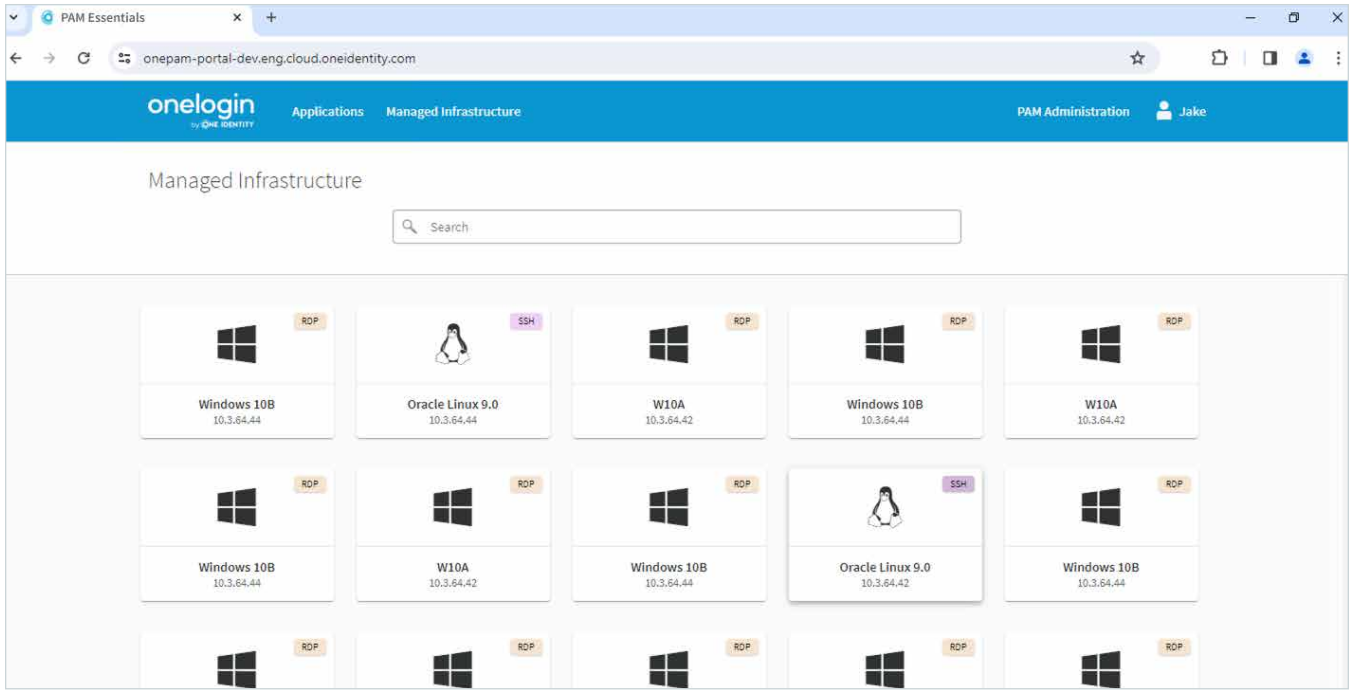 PAM Essentials
onepam-portal-dev.eng.cloud.oneidentity.com
onelogin
by ONE IDENTITY
Applications Managed Infrastructure PAM Administration Jake
Managed Infrastructure
Search
RDP SSH RDP RDP RDP
Windows 10B Oracle Linux 9.0 W10A Windows 10B W10A
10.3.64.44 10.3.64.44 10.3.64.42 10.3.64.44 10.3.64.42
RDP RDP RDP SSH RDP
Windows 10B W10A Windows 10B Oracle Linux 9.0 Windows 10B
10.3.64.44 10.3.64.42 10.3.64.44 10.3.64.42 10.3.64.44
RDP RDP RDP RDP RDP